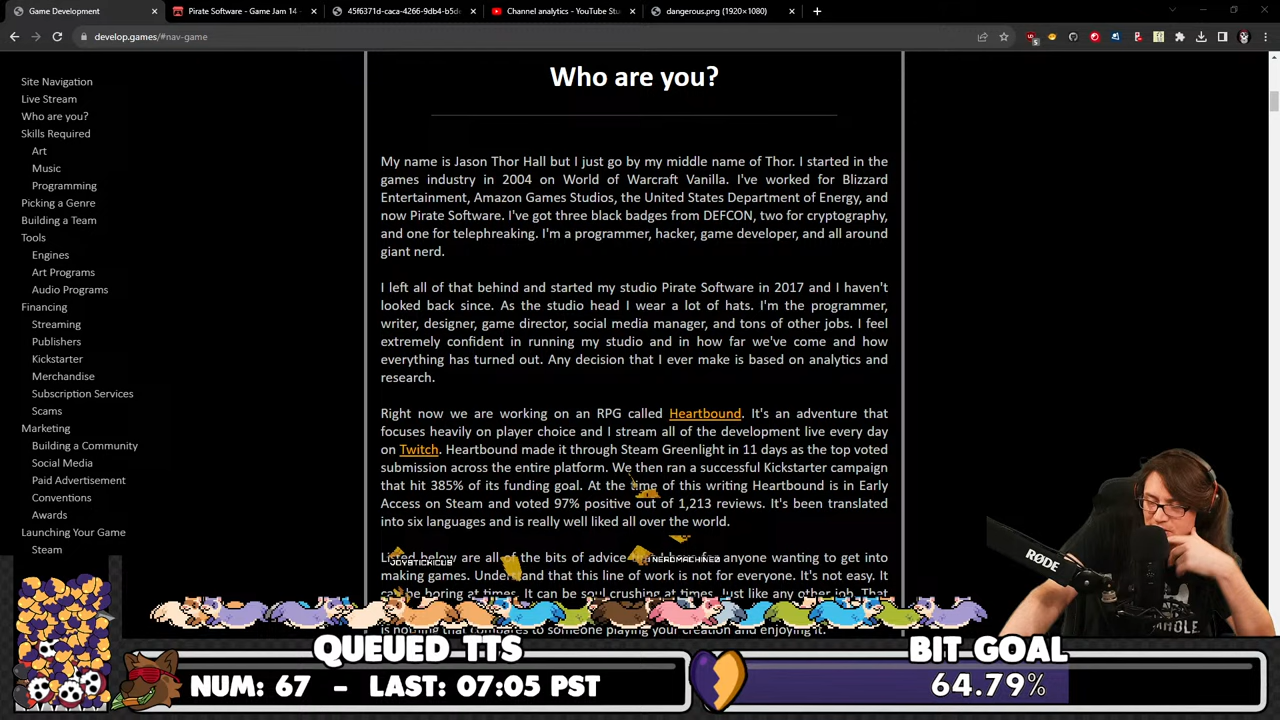 Game Development
Pirate Software - Game Jam 14 -
45f6371d-caca-4266-9db4-b5d
Channel analytics - YouTube Stu
dangerous.png (1920×1080)
develop.games/#nav-game
Site Navigation
Live Stream
Who are you?
Skills Required
Art
Music
Programming
Picking a Genre
Building a Team
Tools
Engines
Art Programs
Audio Programs
Financing
Streaming
Publishers
Kickstarter
Merchandise
Subscription Services
Scams
Marketing
Building a Community
Social Media
Paid Advertisement
Conventions
Awards
Launching Your Game
Steam
Who are you?
My name is Jason Thor Hall but I just go by my middle name of Thor. I started in the
games industry in 2004 on World of Warcraft Vanilla. I've worked for Blizzard
Entertainment, Amazon Games Studios, the United States Department of Energy, and
now Pirate Software. I've got three black badges from DEFCON, two for cryptography,
and one for telephreaking. I'm a programmer, hacker, game developer, and all around
giant nerd.
I left all of that behind and started my studio Pirate Software in 2017 and I haven't
looked back since. As the studio head I wear a lot of hats. I'm the programmer,
writer, designer, game director, social media manager, and tons of other jobs. I feel
extremely confident in running my studio and in how far we've come and how
everything has turned out. Any decision that I ever make is based on analytics and
research.
Right now we are working on an RPG called Heartbound. It's an adventure that
focuses heavily on player choice and I stream all of the development live every day
on Twitch. Heartbound made it through Steam Greenlight in 11 days as the top voted
submission across the entire platform. We then ran a successful Kickstarter campaign
that hit 385% of its funding goal. At the time of this writing Heartbound is in Early
Access on Steam and voted 97% positive out of 1,213 reviews. It's been translated
into six languages and is really well liked all over the world.
Listed below are all of the bits of advice anyone wanting to get into
making games. Understand that this line of work is not for everyone. It's not easy. It
can be boring at times. It can be soul crushing at times. Just like any other job. That
is nothing that compares to someone playing your creation and enjoying it.
JOYSTICKICUS
NERDMACHINE2
RØDE
QUEUED TTS
NUM: 67 - LAST: 07:05 PST
BIT GOAL
64.79%